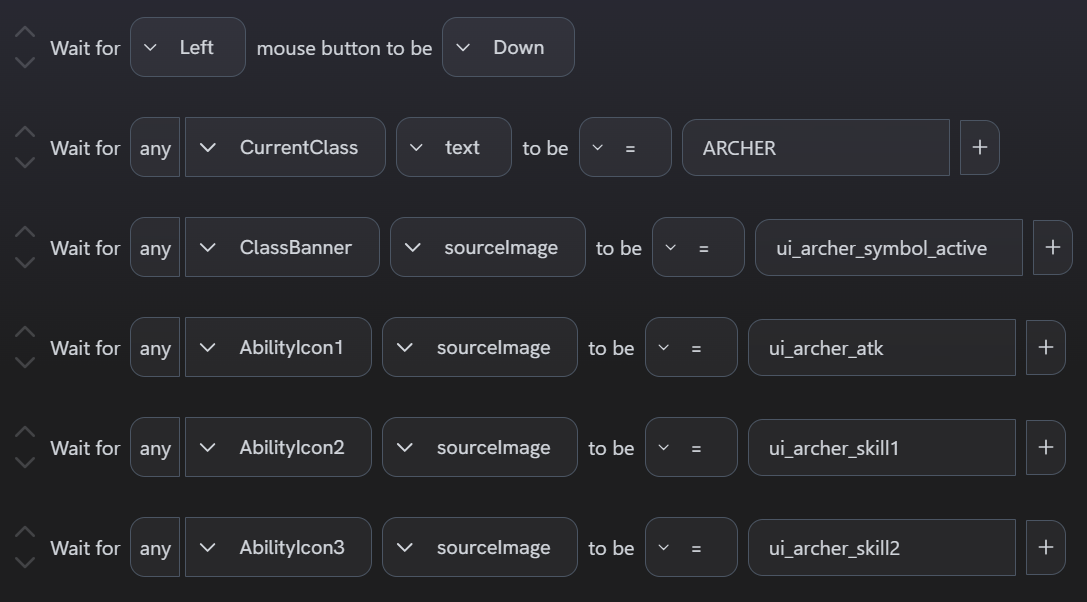 Wait for Left mouse button to be Down
Wait for any CurrentClass text to be = ARCHER +
Wait for any ClassBanner sourceImage to be = ui_archer_symbol_active +
Wait for any AbilityIcon1 sourceImage to be = ui_archer_atk +
Wait for any AbilityIcon2 sourceImage to be = ui_archer_skill1 +
Wait for any AbilityIcon3 sourceImage to be = ui_archer_skill2 +